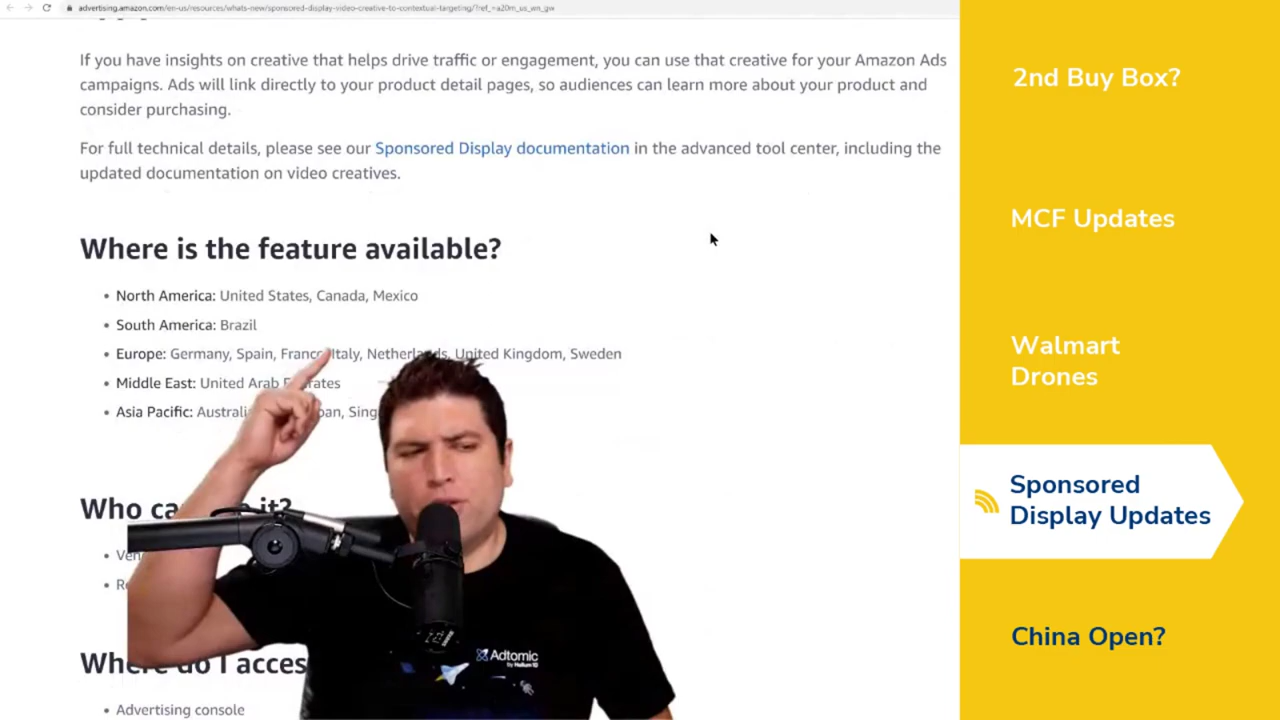 advertising.amazon.com/en-us/resources/whats-new/sponsored-display-video-creative-to-contextual-targeting/?ref_=a20m_us_wn_gw
If you have insights on creative that helps drive traffic or engagement, you can use that creative for your Amazon Ads
campaigns. Ads will link directly to your product detail pages, so audiences can learn more about your product and
consider purchasing.
For full technical details, please see our Sponsored Display documentation in the advanced tool center, including the
updated documentation on video creatives.
Where is the feature available?
North America: United States, Canada, Mexico
South America: Brazil
Europe: Germany, Spain, France, Italy, Netherlands, United Kingdom, Sweden
Middle East: United Arab Emirates
Asia Pacific:
Who it?
Where do I
Advertising console
Adtomic
by Helium 10
2nd Buy Box?
MCF Updates
Walmart
Drones
Sponsored
Display Updates
China Open?